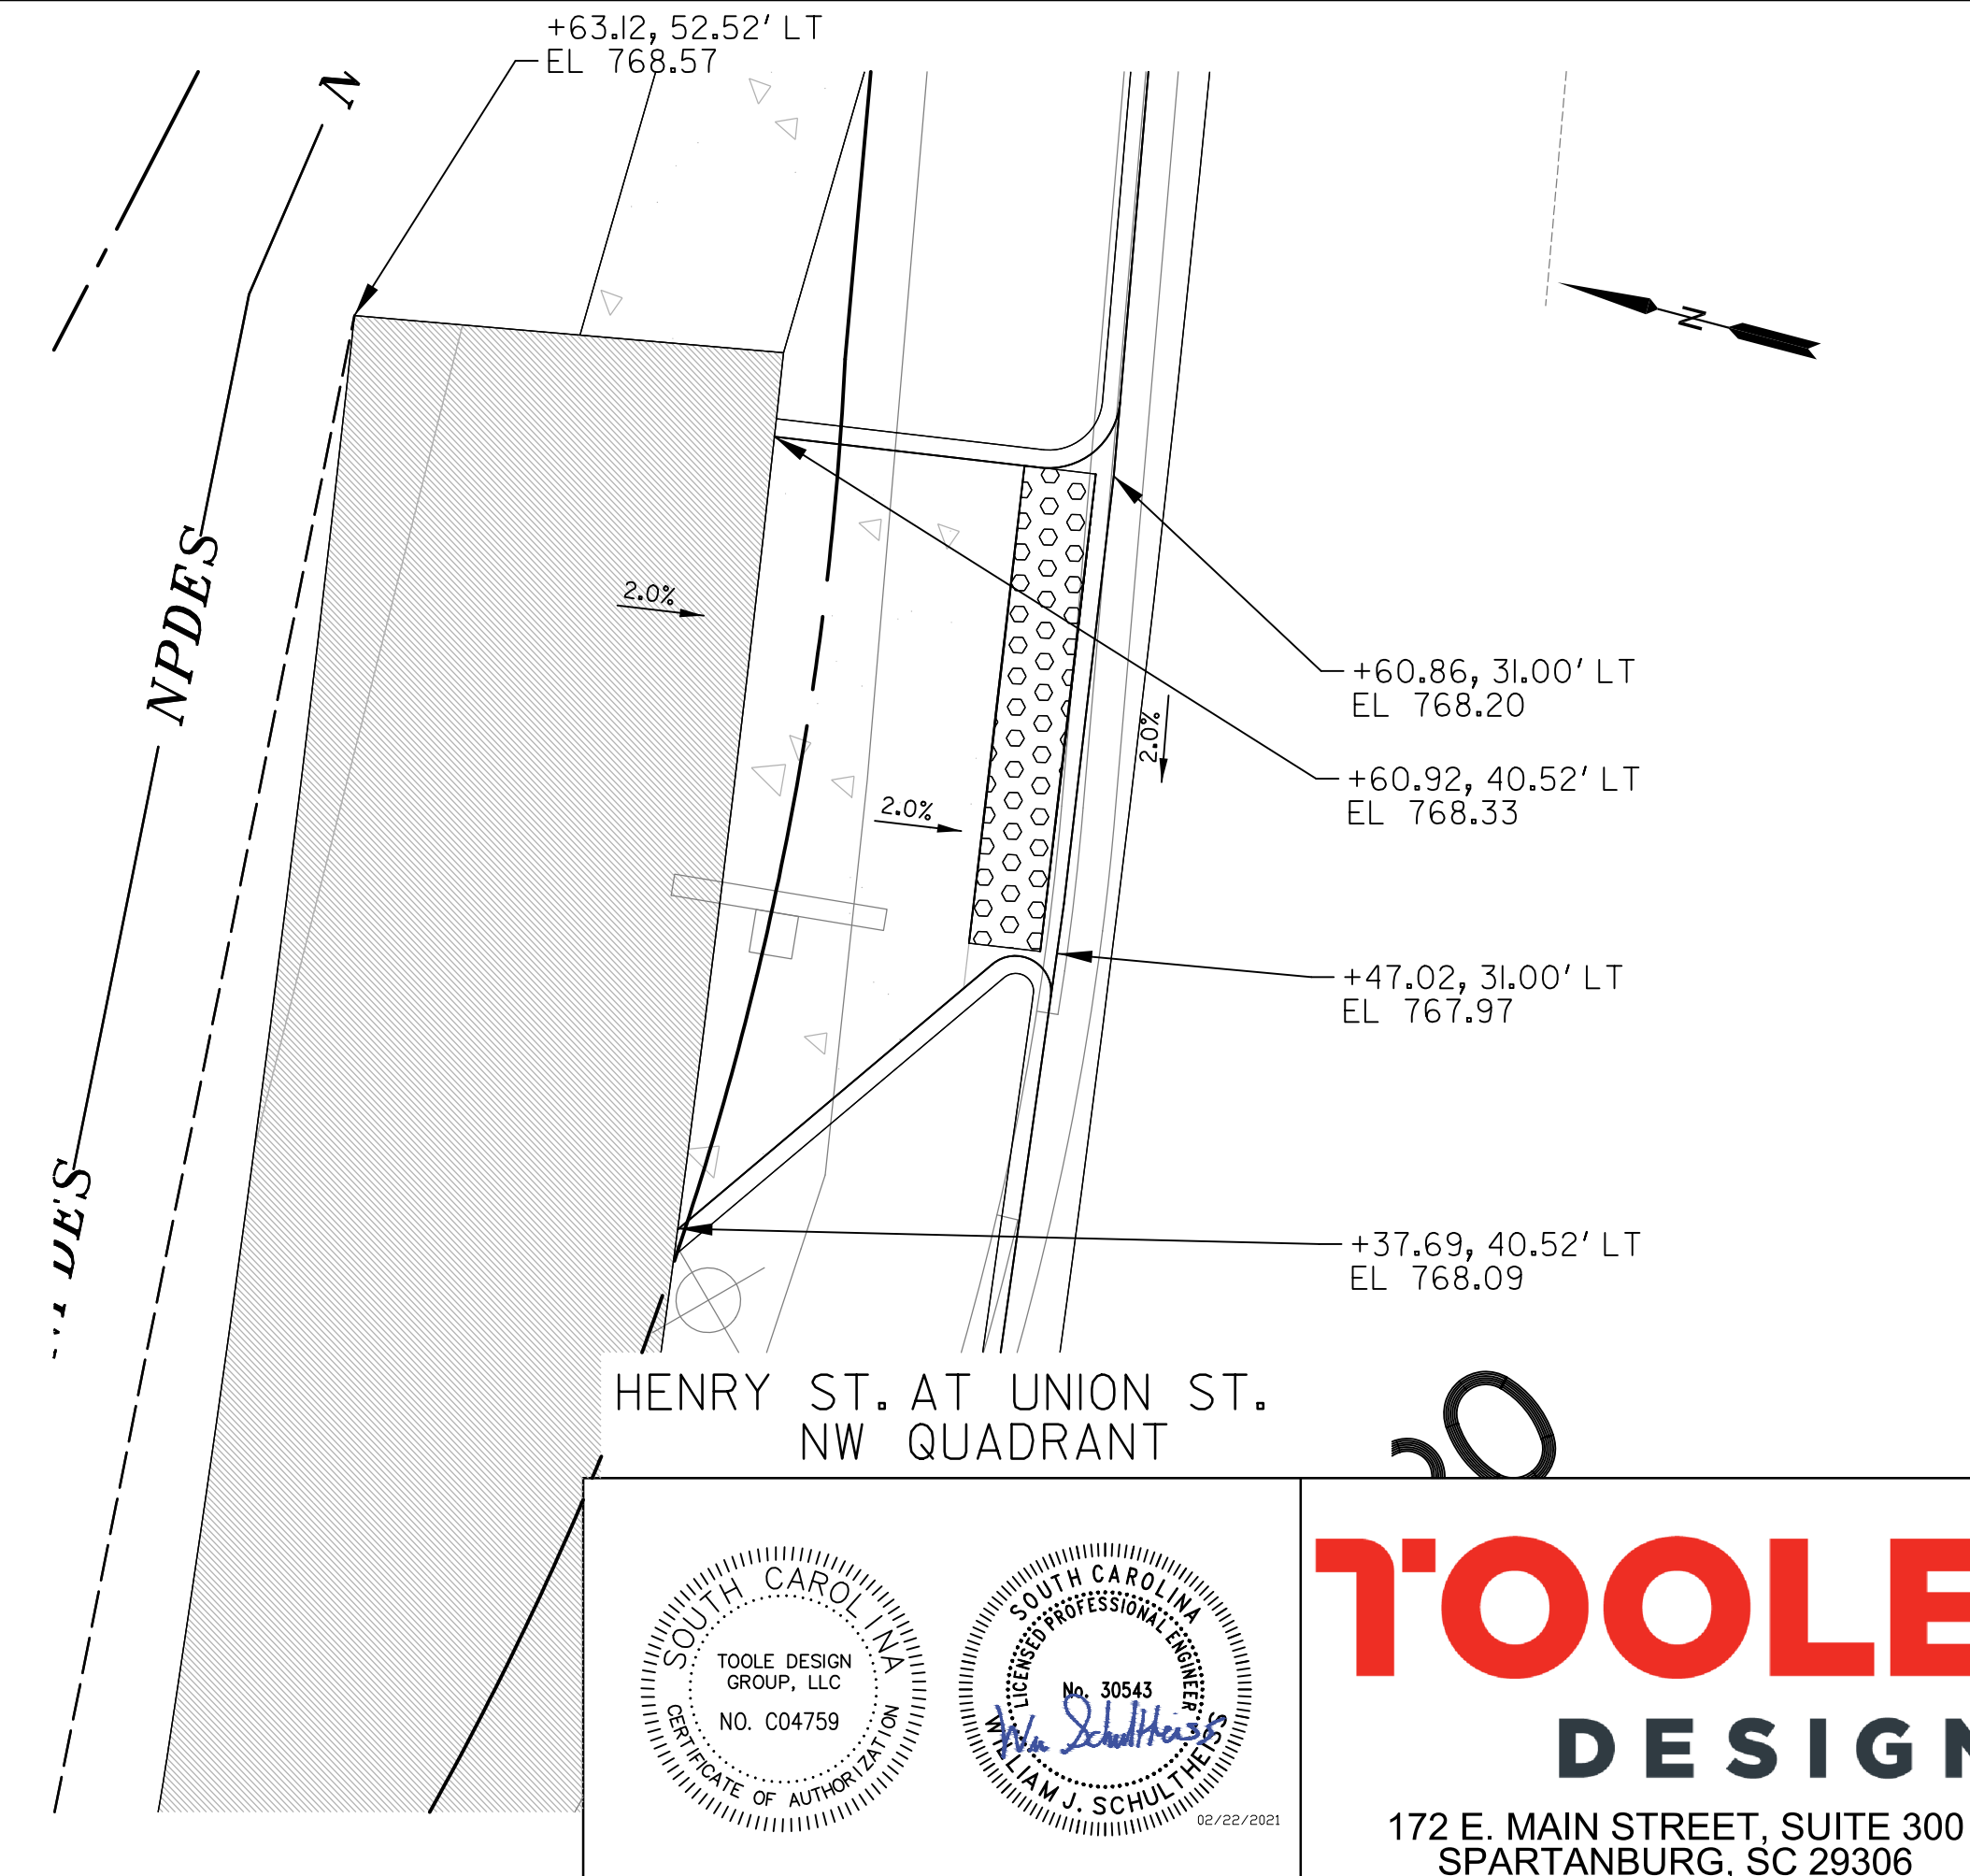 +63.12, 52.52' LT
EL 768.57
N
NPDES
N
2.0%
+60.86, 31.00' LT
EL 768.20
2.0%
+60.92, 40.52' LT
EL 768.33
2.0%
+47.02, 31.00' LT
EL 767.97
DES
+37.69, 40.52' LT
EL 768.09
HENRY ST. AT UNION ST.
NW QUADRANT
SOUTH CAROLINA
TOOLE DESIGN
GROUP, LLC
NO. C04759
CERTIFICATE OF AUTHORIZATION
SOUTH CAROLINA
LICENSED PROFESSIONAL ENGINEER
No. 30543
Wm Schultheiss
WILLIAM J. SCHULTHEISS
02/22/2021
TOOLE
DESIGN
172 E. MAIN STREET, SUITE 300
SPARTANBURG, SC 29306